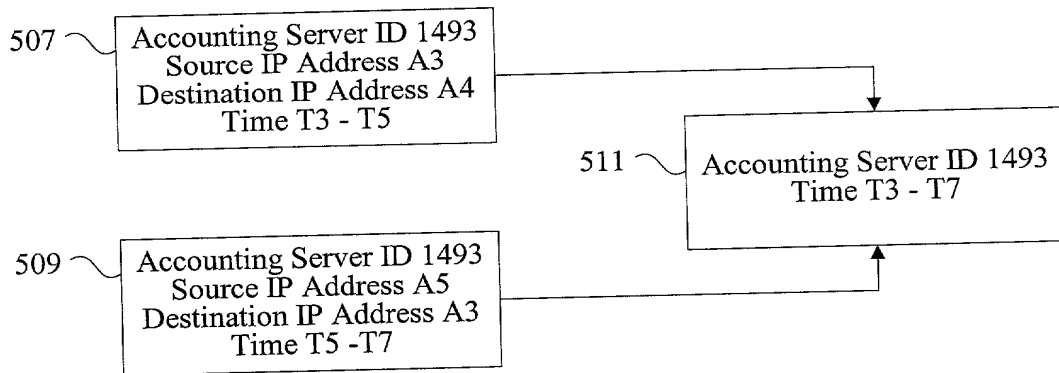 507
Accounting Server ID 1493
Source IP Address A3
Destination IP Address A4
Time T3 - T5
511
Accounting Server ID 1493
Time T3 - T7
509
Accounting Server ID 1493
Source IP Address A5
Destination IP Address A3
Time T5 -T7